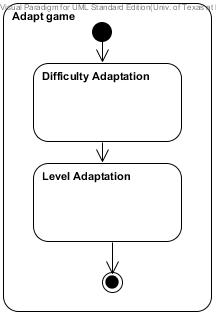 Visual Paradigm for UML Standard Edition(Univ. of Texas at
Adapt game
Difficulty Adaptation
Level Adaptation